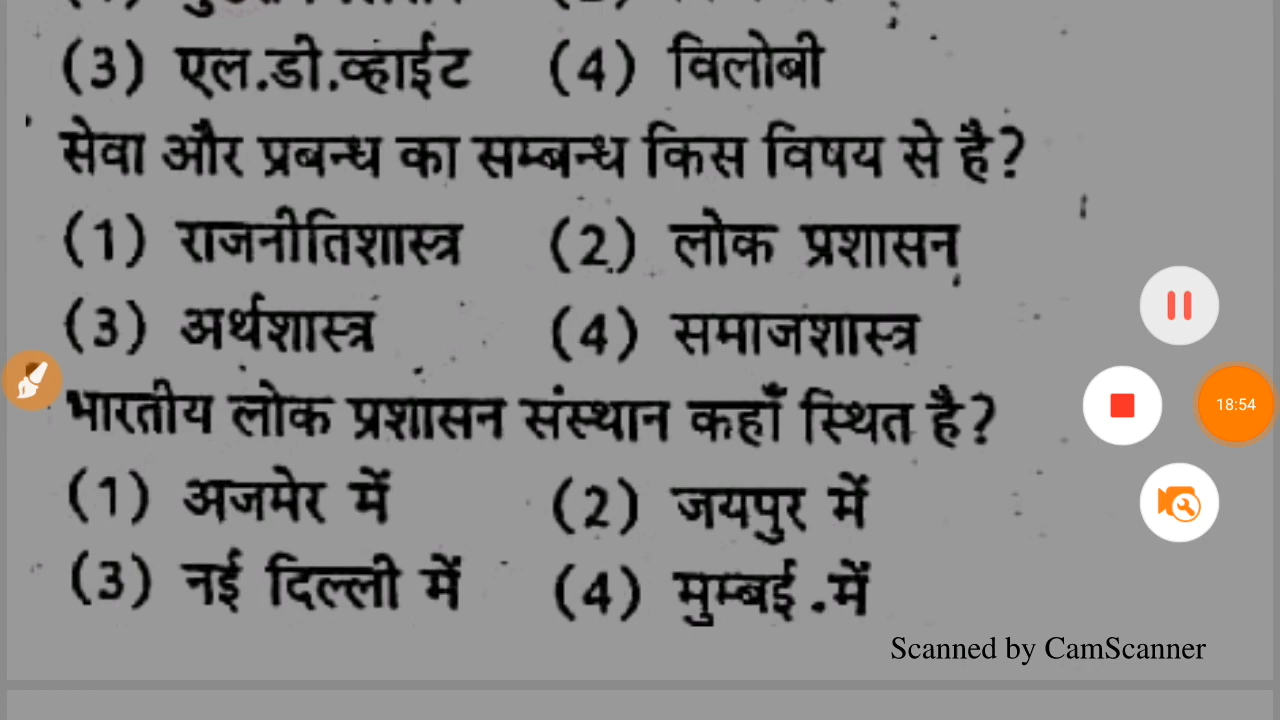 (3) एल.डी.व्हाईट (4) विलोबी
सेवा और प्रबन्ध का सम्बन्ध किस विषय से है?
(1) राजनीतिशास्त्र (2) लोक प्रशासन
(3) अर्थशास्त्र (4) समाजशास्त्र
भारतीय लोक प्रशासन संस्थान कहाँ स्थित है?
(1) अजमेर में (2) जयपुर में
(3) नई दिल्ली में (4) मुम्बई .में
18:54
Scanned by CamScanner